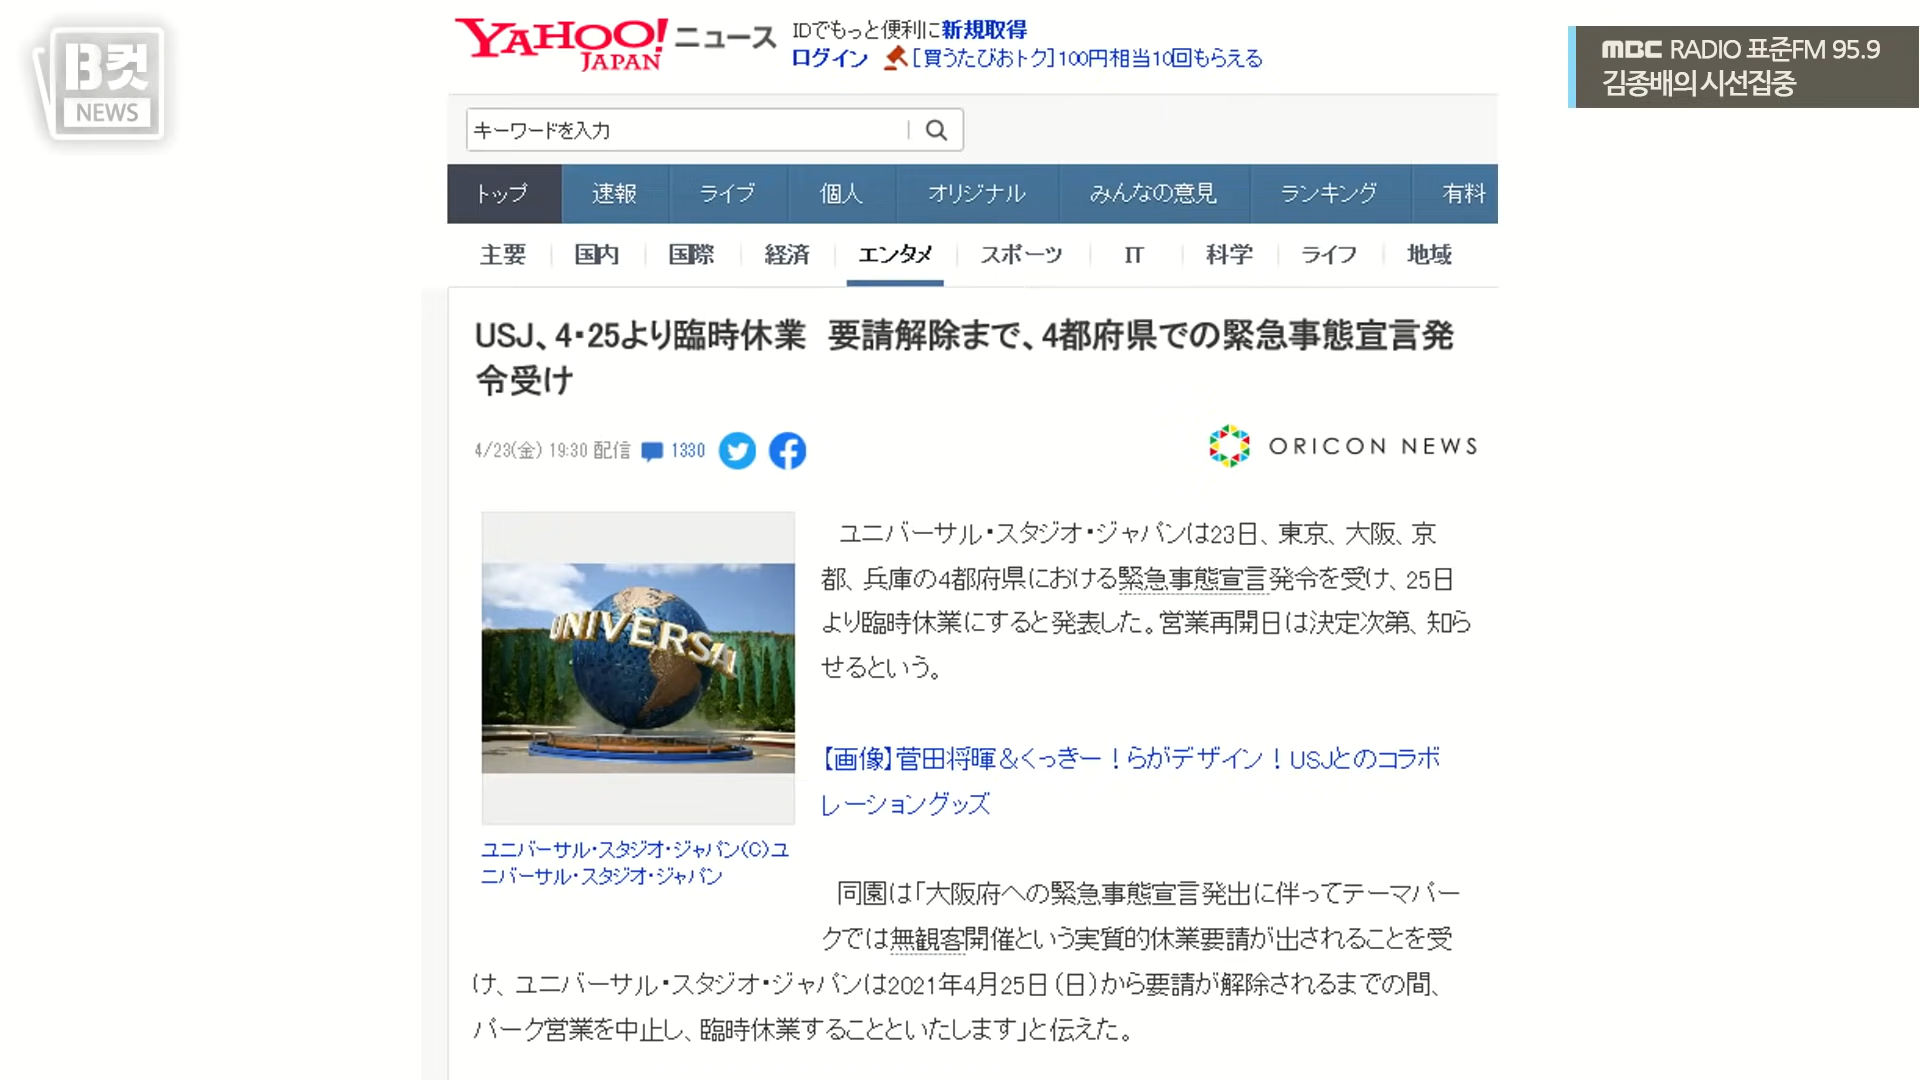 B컷
NEWS
YAHOO!
JAPAN
ニュース
IDでもっと便利に新規取得
ログイン
[買うたびおトク]100円相当10回もらえる
MBC RADIO 표준FM 95.9
김종배의 시선집중
キーワードを入力
トップ 速報 ライブ 個人 オリジナル みんなの意見 ランキング 有料
主要 国内 国際 経済 エンタメ スポーツ IT 科学 ライフ 地域
USJ、4・25より臨時休業 要請解除まで、4都府県での緊急事態宣言発
令受け
4/23(金) 19:30 配信 1330
ORICON NEWS
UNIVERSAL
ユニバーサル・スタジオ・ジャパン(C)ユ
ニバーサル・スタジオ・ジャパン
ユニバーサル・スタジオ・ジャパンは23日、東京、大阪、京
都、兵庫の4都府県における緊急事態宣言発令を受け、25日
より臨時休業にすると発表した。営業再開日は決定次第、知ら
せるという。
【画像】菅田将暉&くっきー！らがデザイン！USJとのコラボ
レーショングッズ
同園は「大阪府への緊急事態宣言発出に伴ってテーマパー
クでは無観客開催という実質的休業要請が出されることを受
け、ユニバーサル・スタジオ・ジャパンは2021年4月25日（日）から要請が解除されるまでの間、
パーク営業を中止し、臨時休業することといたします」と伝えた。